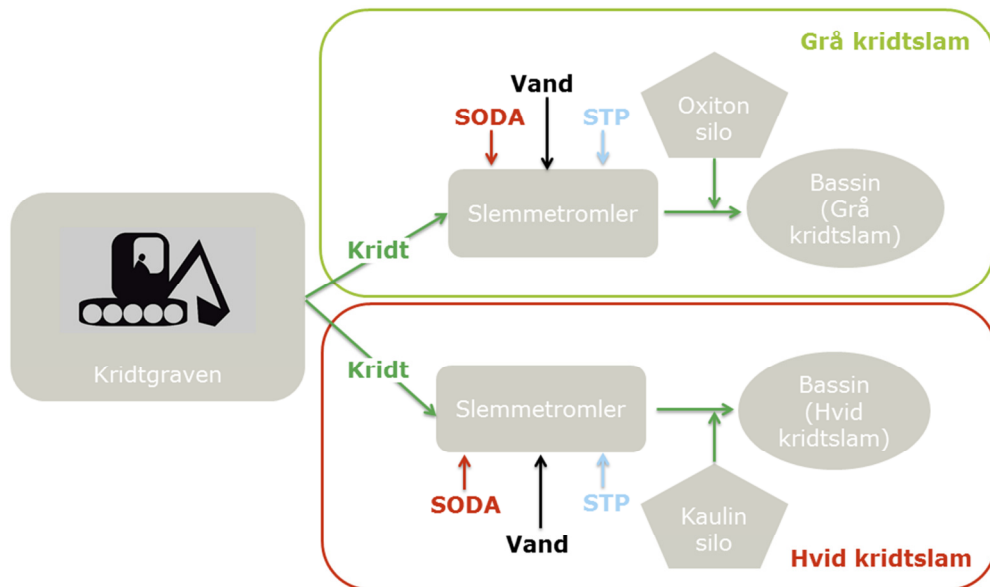 Grå kridtslam
Vand
SODA
STP
Oxiton
silo
Slemmetromler
Bassin
(Grå
kridtslam)
Kridt
Kridtgraven
Kridt
Slemmetromler
Bassin
(Hvid
kridtslam)
SODA
STP
Vand
Kaulin
silo
Hvid kridtslam